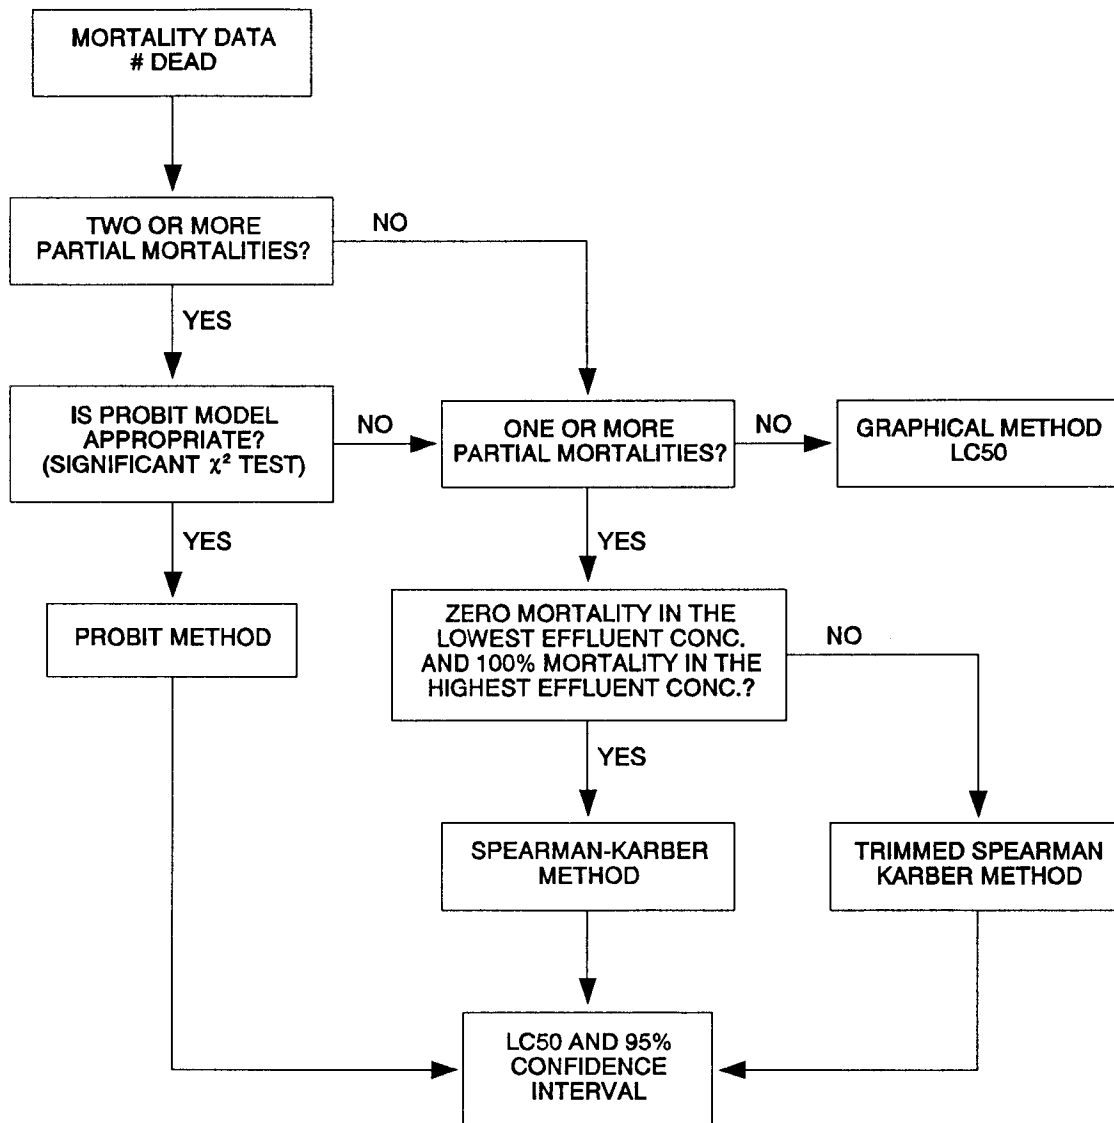 MORTALITY DATA
# DEAD
TWO OR MORE
PARTIAL MORTALITIES?
NO
YES
IS PROBIT MODEL
APPROPRIATE?
(SIGNIFICANT χ² TEST)
NO
ONE OR MORE
PARTIAL MORTALITIES?
NO
GRAPHICAL METHOD
LC50
YES
YES
PROBIT METHOD
ZERO MORTALITY IN THE
LOWEST EFFLUENT CONC.
AND 100% MORTALITY IN THE
HIGHEST EFFLUENT CONC.?
NO
YES
SPEARMAN-KARBER
METHOD
TRIMMED SPEARMAN
KARBER METHOD
LC50 AND 95%
CONFIDENCE
INTERVAL